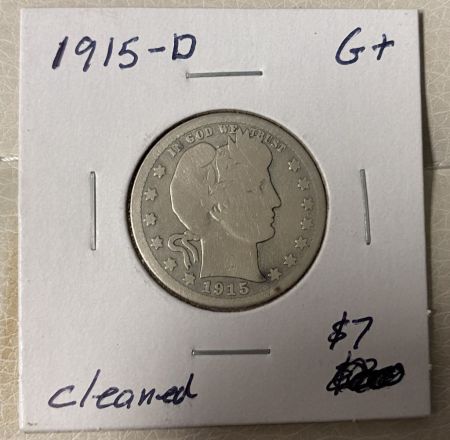 1915-D G+
IN GOD WE TRUST
1915
$7
cleaned